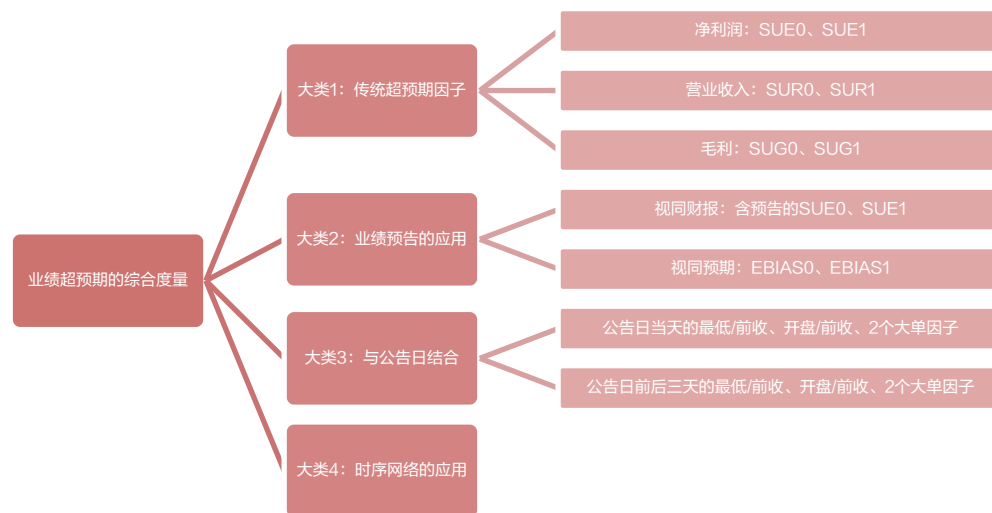 业绩超预期的综合度量
大类1：传统超预期因子
净利润：SUE0、SUE1
营业收入：SUR0、SUR1
毛利：SUG0、SUG1
大类2：业绩预告的应用
视同财报：含预告的SUE0、SUE1
视同预期：EBIAS0、EBIAS1
大类3：与公告日结合
公告日当天的最低/前收、开盘/前收、2个大单因子
公告日前后三天的最低/前收、开盘/前收、2个大单因子
大类4：时序网络的应用